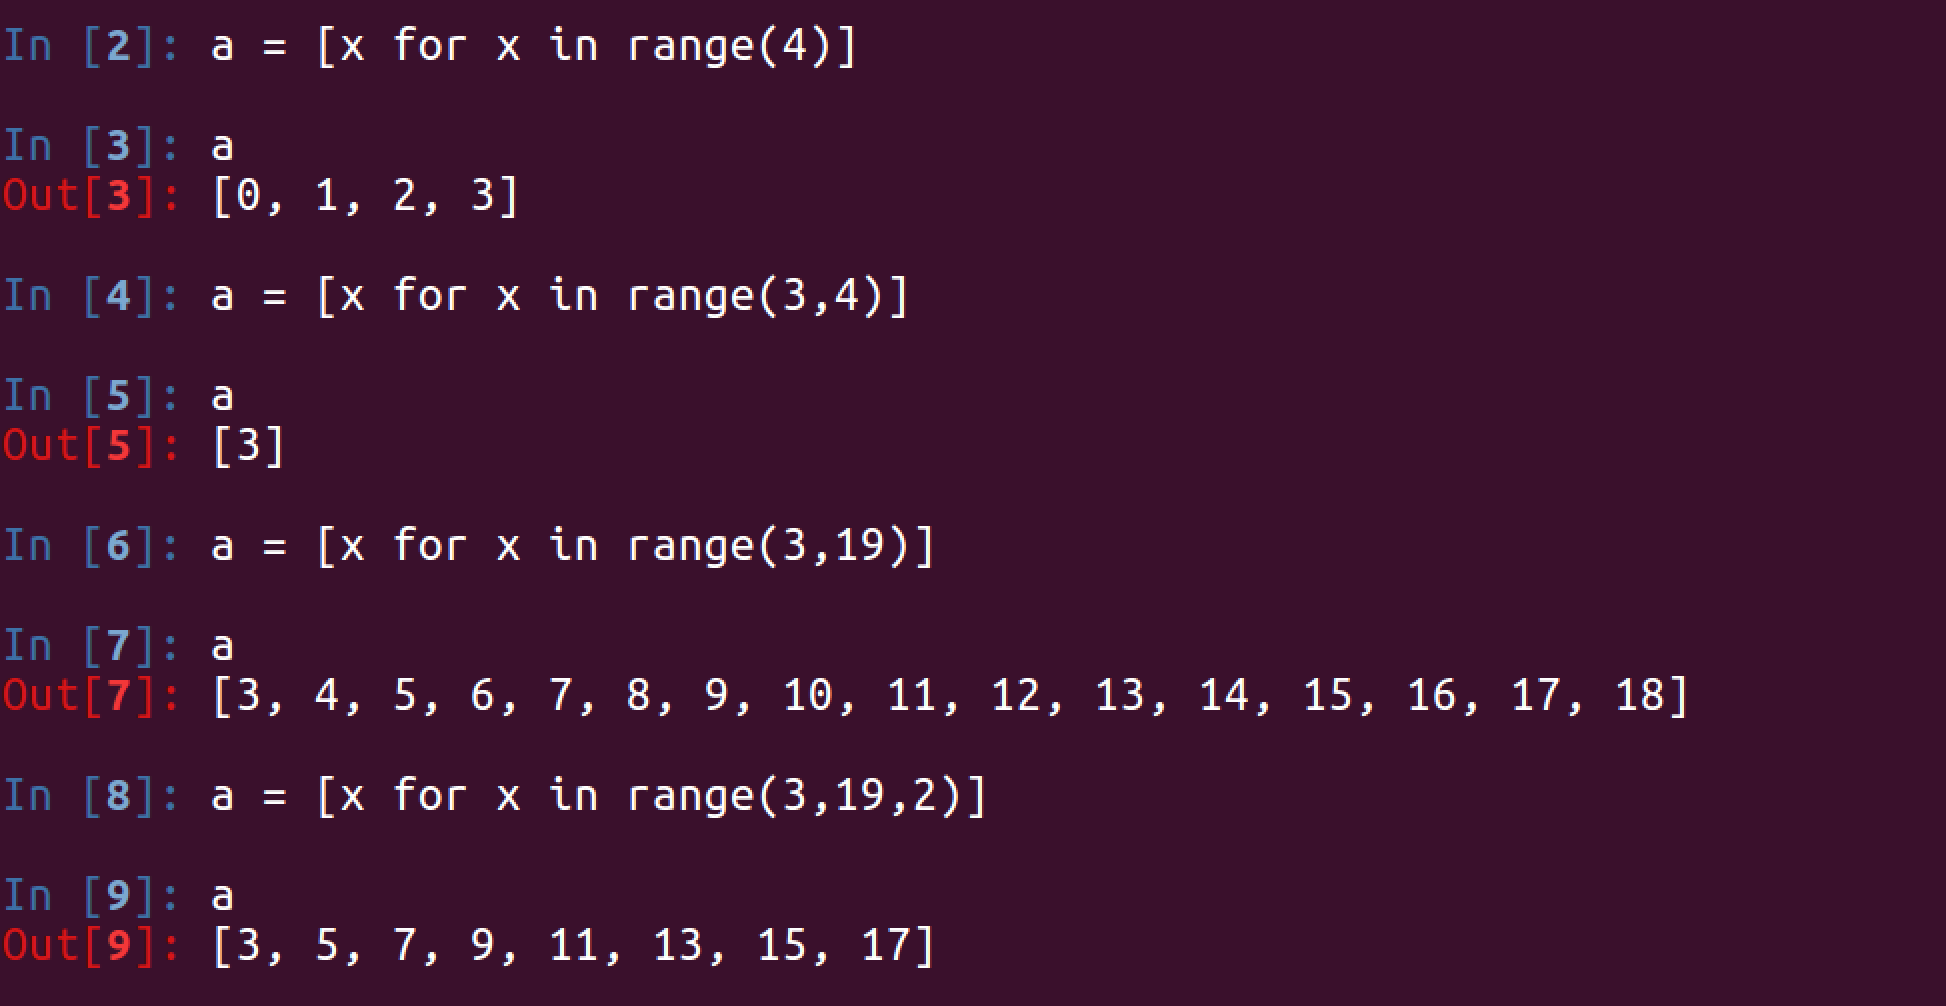 In [2]: a = [x for x in range(4)]
In [3]: a
Out[3]: [0, 1, 2, 3]
In [4]: a = [x for x in range(3,4)]
In [5]: a
Out[5]: [3]
In [6]: a = [x for x in range(3,19)]
In [7]: a
Out[7]: [3, 4, 5, 6, 7, 8, 9, 10, 11, 12, 13, 14, 15, 16, 17, 18]
In [8]: a = [x for x in range(3,19,2)]
In [9]: a
Out[9]: [3, 5, 7, 9, 11, 13, 15, 17]